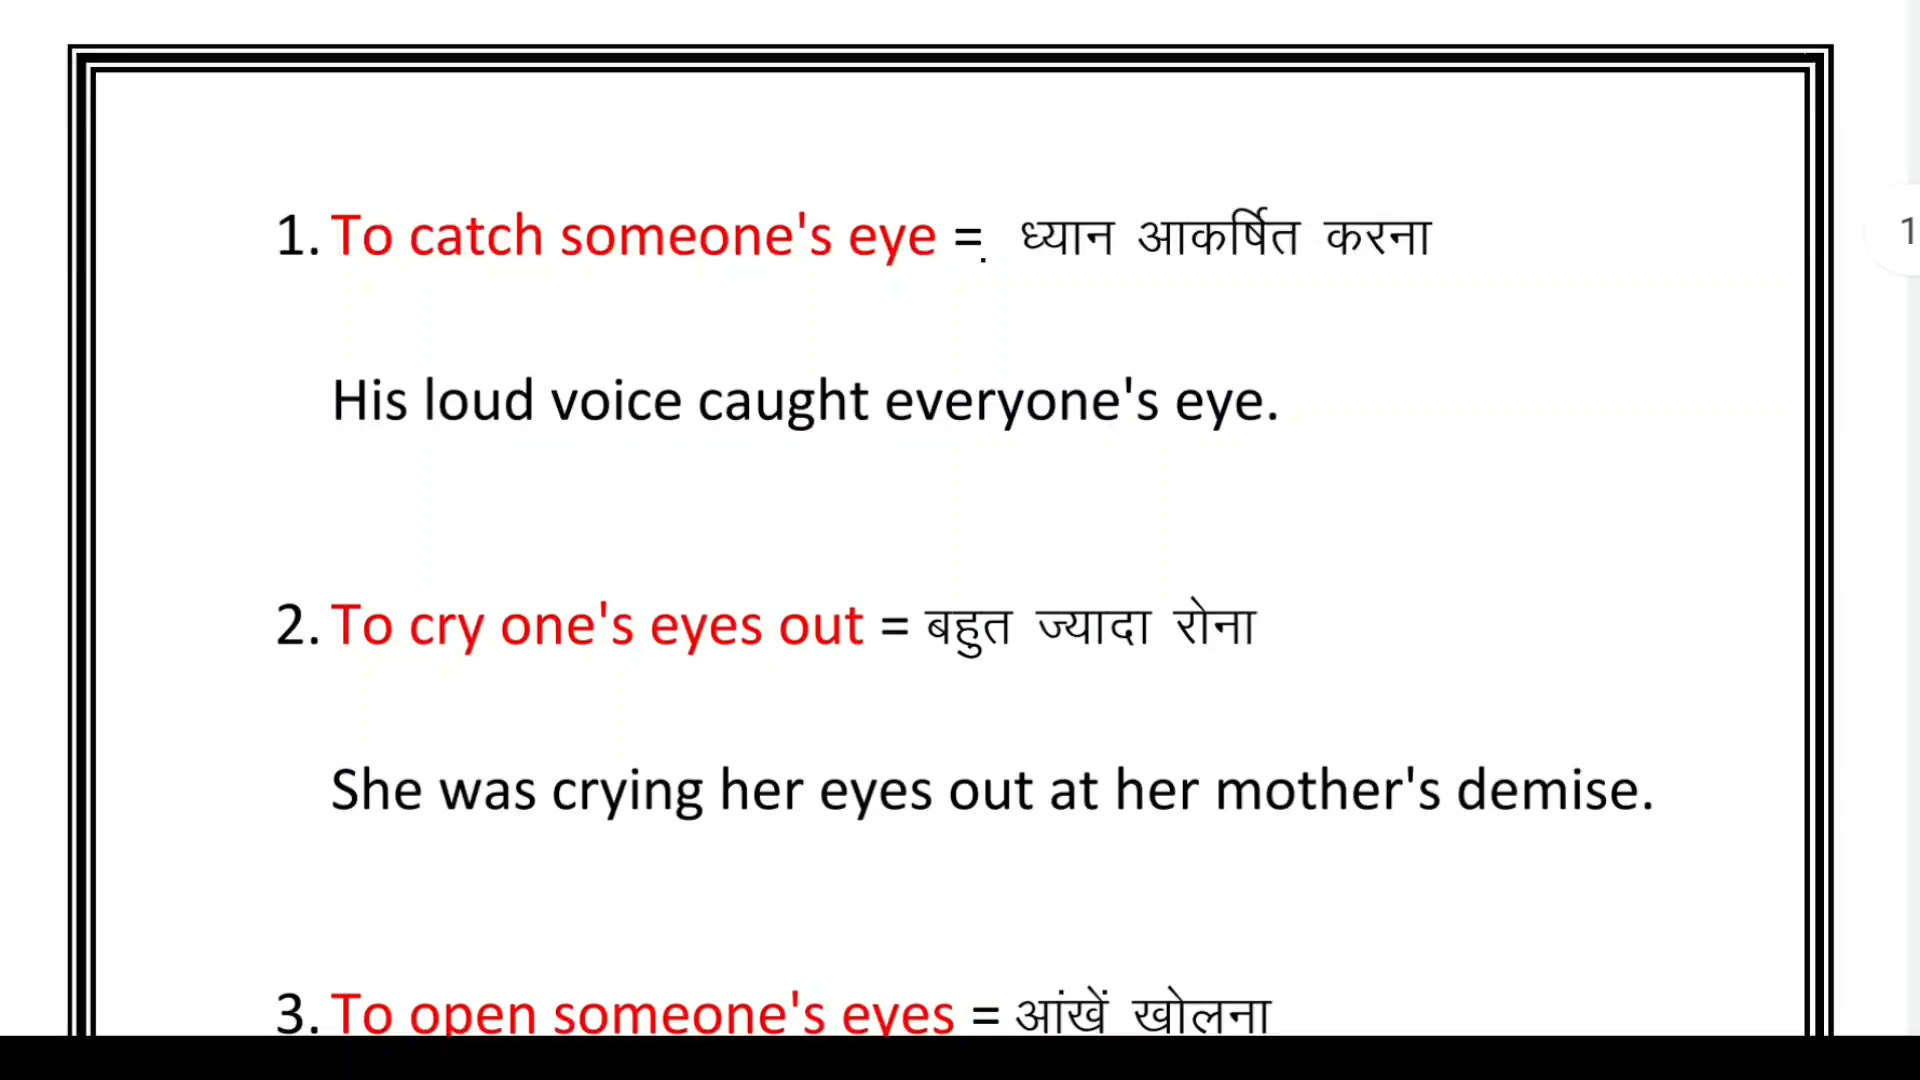 1. To catch someone's eye = ध्यान आकर्षित करना
1
His loud voice caught everyone's eye.
2. To cry one's eyes out = बहुत ज्यादा रोना
She was crying her eyes out at her mother's demise.
3. To open someone's eyes = आंखें खोलना